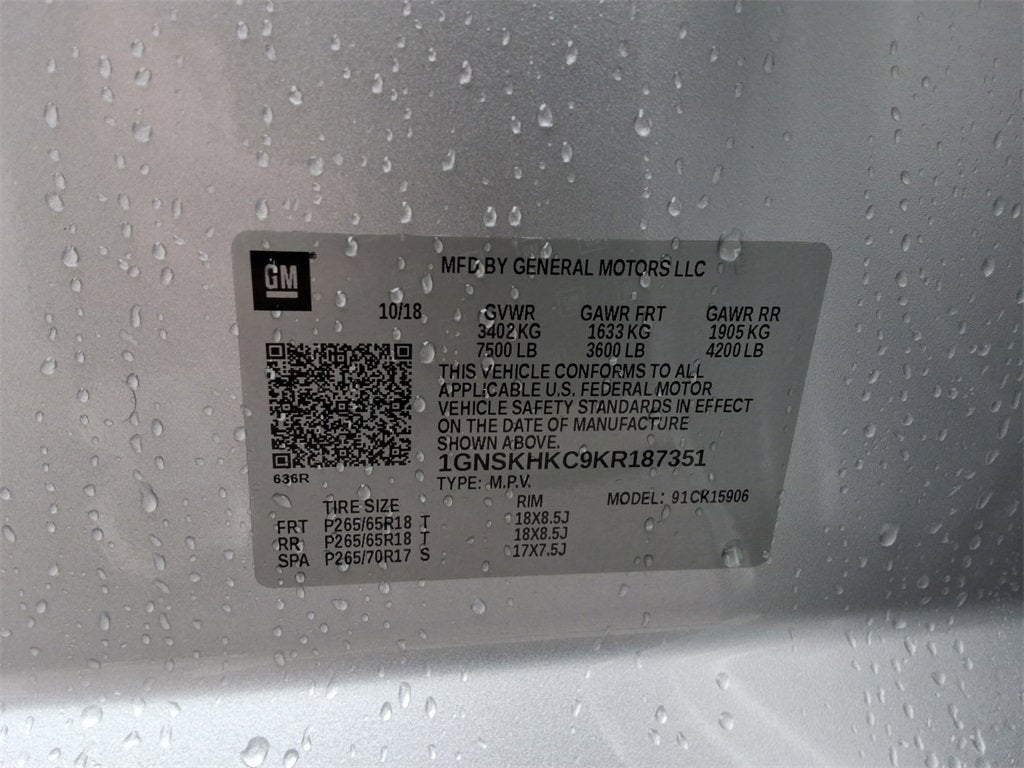 GM ®
MFD BY GENERAL MOTORS LLC
10/18 GVWR GAWR FRT GAWR RR
3402 KG 1633 KG 1905 KG
7500 LB 3600 LB 4200 LB
THIS VEHICLE CONFORMS TO ALL
APPLICABLE U.S. FEDERAL MOTOR
VEHICLE SAFETY STANDARDS IN EFFECT
ON THE DATE OF MANUFACTURE
SHOWN ABOVE.
1GNSKHKC9KR187351
636R
TYPE: M.P.V. MODEL: 91CK15906
TIRE SIZE RIM
FRT P265/65R18 T 18X8.5J
RR P265/65R18 T 18X8.5J
SPA P265/70R17 S 17X7.5J